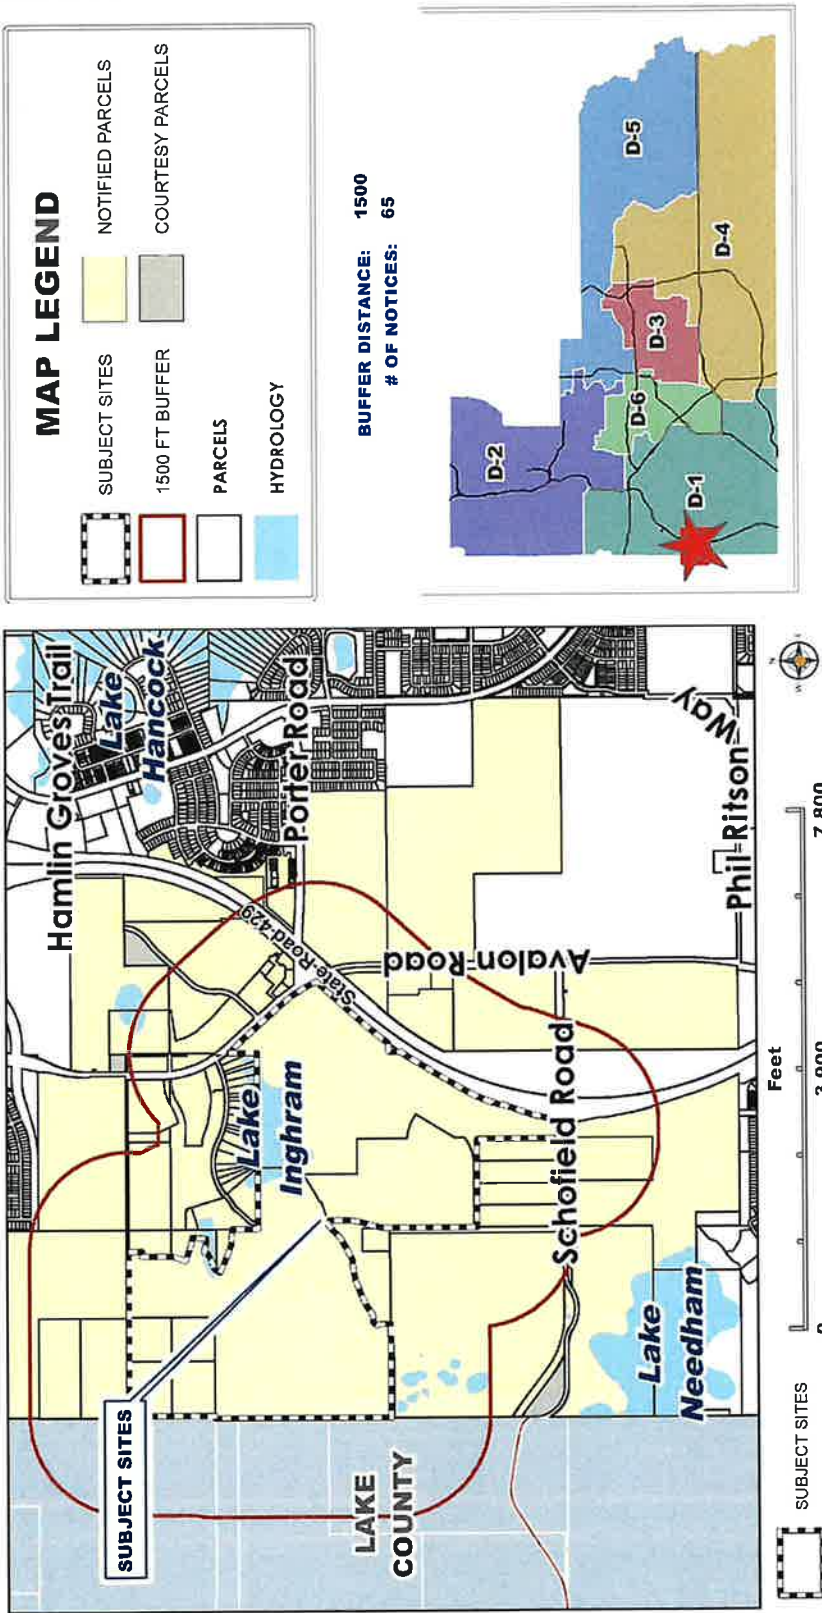 MAP LEGEND
SUBJECT SITES
NOTIFIED PARCELS
1500 FT BUFFER
COURTESY PARCELS
PARCELS
HYDROLOGY
BUFFER DISTANCE: 1500
# OF NOTICES: 65
D-2
D-5
D-6
D-3
D-1
D-4
Hamlin Groves Trail
Lake
Hancock
SUBJECT SITES
Porter Road
State Road 429
Lake
Inghram
LAKE
COUNTY
Avalon Road
Schofield Road
Lake
Needham
Phil Ritson
Way
SUBJECT SITES
Feet
0
3,900
7,800
N
W